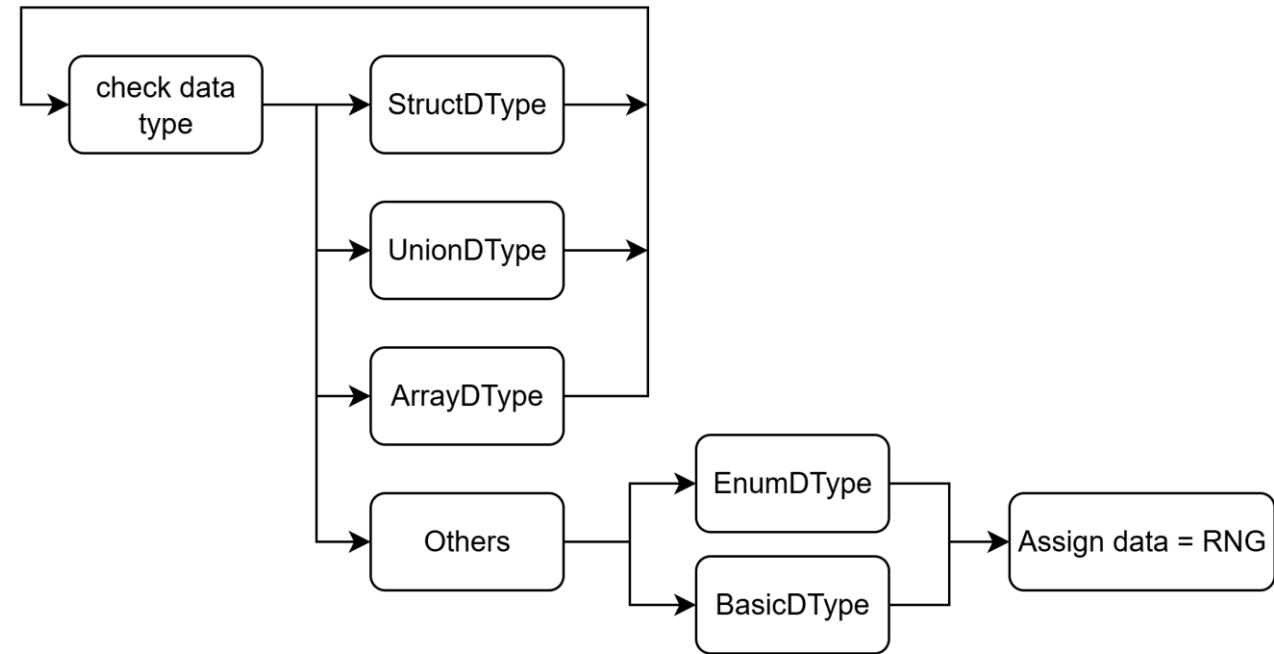 check data
type
StructDType
UnionDType
ArrayDType
Others
EnumDType
BasicDType
Assign data = RNG